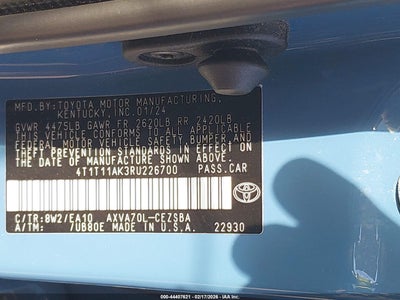 MFD.BY:TOYOTA MOTOR MANUFACTURING,
KENTUCKY, INC.01/24
GVWR 4475LB GAWR FR 2620LB RR 2420LB
THIS VEHICLE CONFORMS TO ALL APPLICABLE
FEDERAL MOTOR VEHICLE SAFETY, BUMPER, AND
THEFT PREVENTION STANDARDS IN EFFECT ON
THE DATE OF MANUFACTURE SHOWN ABOVE.
4T1T11AK3RU226700 PASS.CAR
C/TR:8W2/EA10 AXVA70L-CEZSBA
A/TM: /UB80E MADE IN U.S.A. 22930
TOYOTA
000-44407621 - 02/17/2026 - IAA Inc.